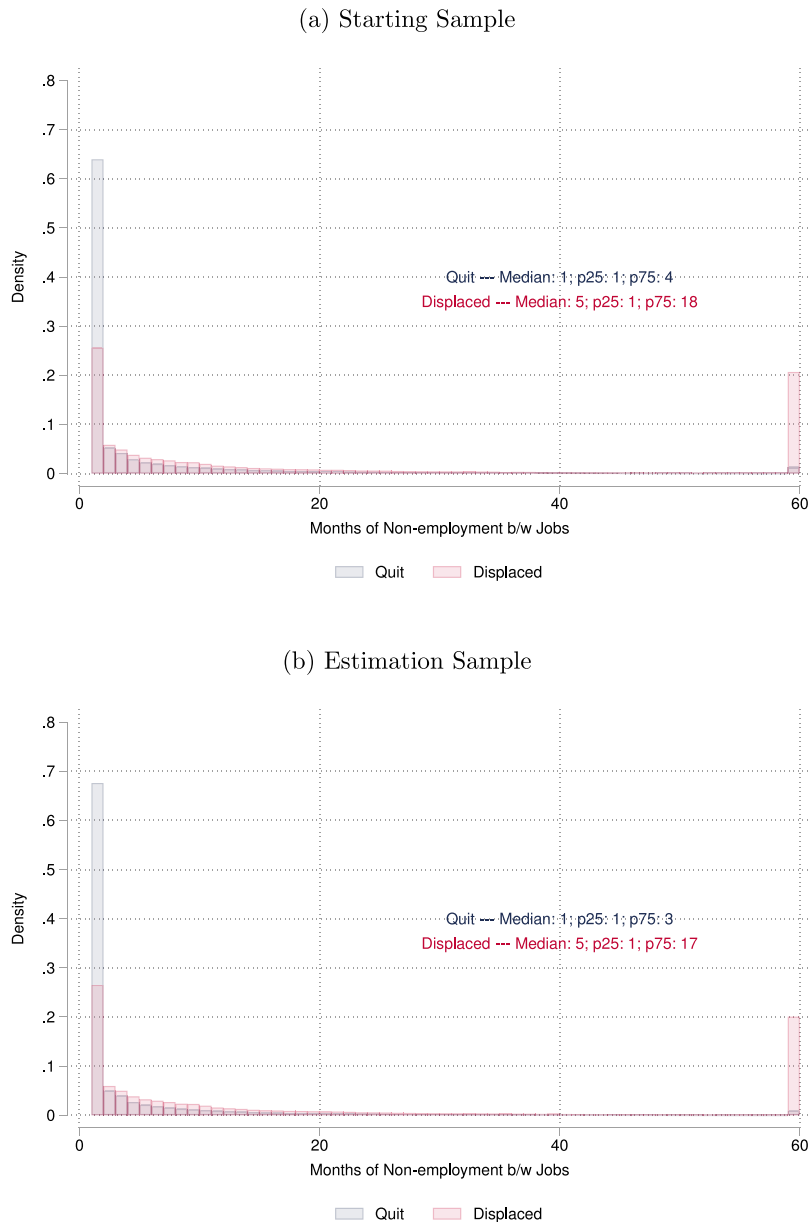 (a) Starting Sample
.8
.7
.6
.5
.4
.3
.2
.1
0
Density
Quit --- Median: 1; p25: 1; p75: 4
Displaced --- Median: 5; p25: 1; p75: 18
0 20 40 60
Months of Non-employment b/w Jobs
Quit Displaced
(b) Estimation Sample
.8
.7
.6
.5
.4
.3
.2
.1
0
Density
Quit --- Median: 1; p25: 1; p75: 3
Displaced --- Median: 5; p25: 1; p75: 17
0 20 40 60
Months of Non-employment b/w Jobs
Quit Displaced